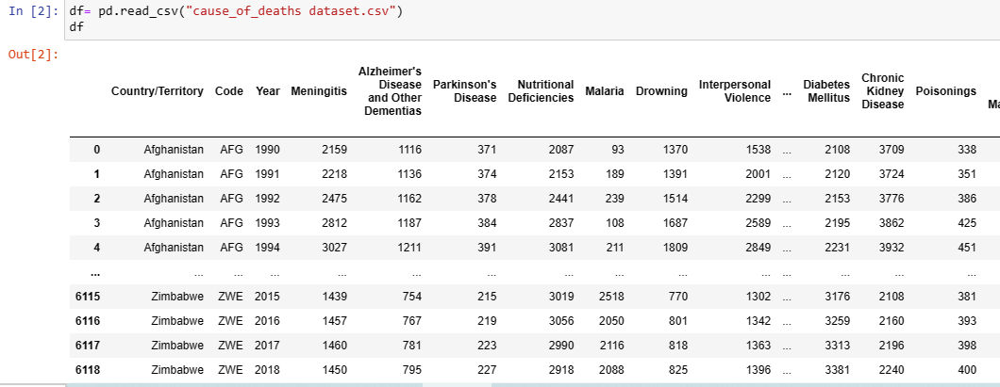 In [2]: df= pd.read_csv("cause_of_deaths dataset.csv")
df
Out[2]:
Country/Territory Code Year Meningitis Alzheimer's Disease and Other Dementias Parkinson's Disease Nutritional Deficiencies Malaria Drowning Interpersonal Violence ... Diabetes Mellitus Chronic Kidney Disease Poisonings
0 Afghanistan AFG 1990 2159 1116 371 2087 93 1370 1538 ... 2108 3709 338
1 Afghanistan AFG 1991 2218 1136 374 2153 189 1391 2001 ... 2120 3724 351
2 Afghanistan AFG 1992 2475 1162 378 2441 239 1514 2299 ... 2153 3776 386
3 Afghanistan AFG 1993 2812 1187 384 2837 108 1687 2589 ... 2195 3862 425
4 Afghanistan AFG 1994 3027 1211 391 3081 211 1809 2849 ... 2231 3932 451
... ... ... ... ... ... ... ... ... ... ... ... ... ... ...
6115 Zimbabwe ZWE 2015 1439 754 215 3019 2518 770 1302 ... 3176 2108 381
6116 Zimbabwe ZWE 2016 1457 767 219 3056 2050 801 1342 ... 3259 2160 393
6117 Zimbabwe ZWE 2017 1460 781 223 2990 2116 818 1363 ... 3313 2196 398
6118 Zimbabwe ZWE 2018 1450 795 227 2918 2088 825 1396 ... 3381 2240 400